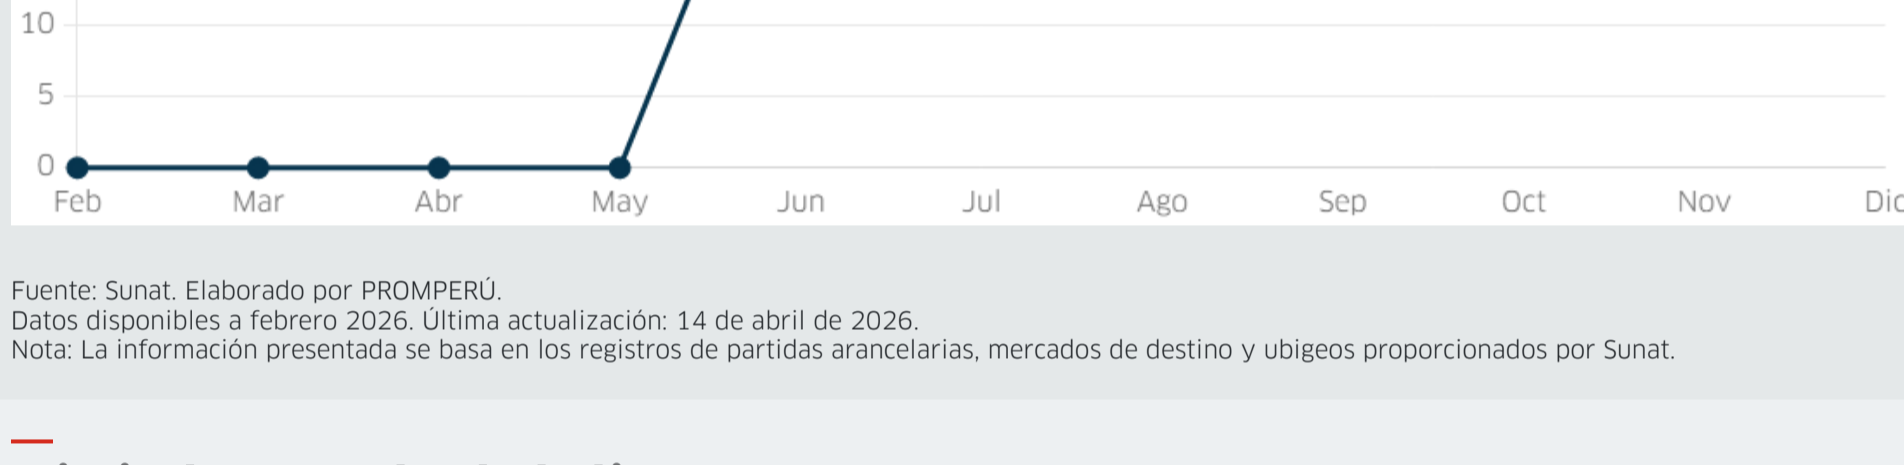 10
5
0
Feb Mar Abr May Jun Jul Ago Sep Oct Nov Dic
Fuente: Sunat. Elaborado por PROMPERÚ.
Datos disponibles a febrero 2026. Última actualización: 14 de abril de 2026.
Nota: La información presentada se basa en los registros de partidas arancelarias, mercados de destino y ubigeos proporcionados por Sunat.